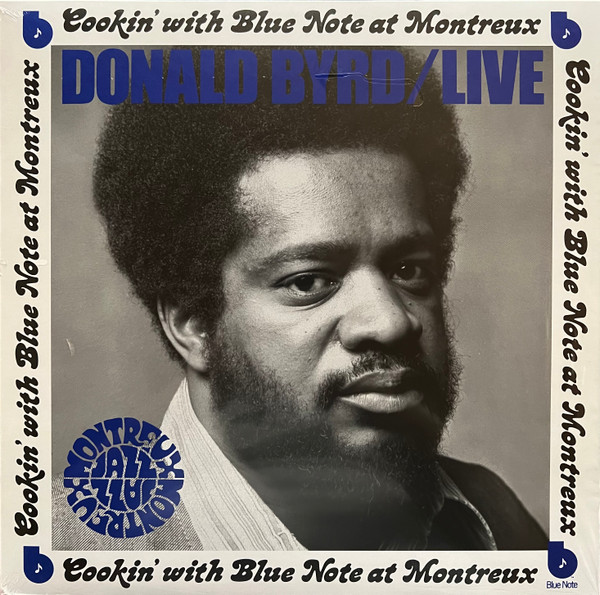 Cookin' with Blue Note at Montreux
DONALD BYRD/LIVE
Cookin' with Blue Note at Montreux
Cookin' with Blue Note at Montreux
MONTREUX MONTREUX
JAZZ
JAZZ
Cookin' with Blue Note at Montreux
Blue Note